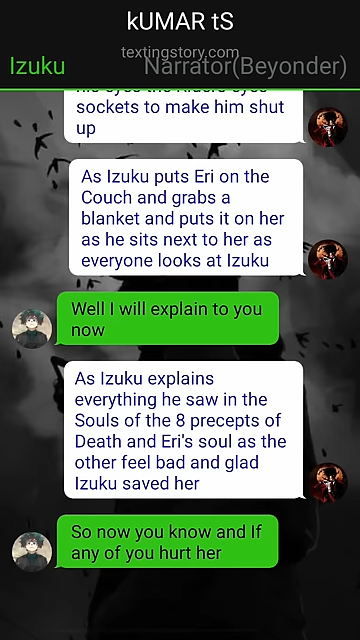 kUMAR tS
textingstory.com
Izuku
Narrator(Beyonder)
sockets to make him shut
up
As Izuku puts Eri on the
Couch and grabs a
blanket and puts it on her
as he sits next to her as
everyone looks at Izuku
Well I will explain to you
now
As Izuku explains
everything he saw in the
Souls of the 8 precepts of
Death and Eri's soul as the
other feel bad and glad
Izuku saved her
So now you know and If
any of you hurt her